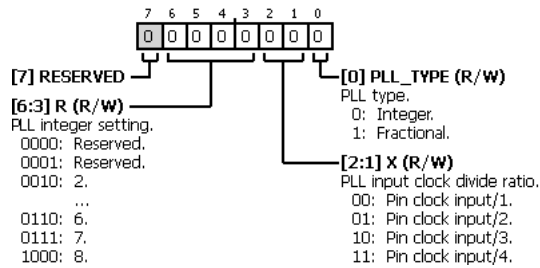 7 6 5 4 3 2 1 0
0 0 0 0 0 0 0 0
[7] RESERVED
[6:3] R (R/W)
PLL integer setting.
0000: Reserved.
0001: Reserved.
0010: 2.
...
0110: 6.
0111: 7.
1000: 8.
[0] PLL_TYPE (R/W)
PLL type.
0: Integer.
1: Fractional.
[2:1] X (R/W)
PLL input clock divide ratio.
00: Pin clock input/1.
01: Pin clock input/2.
10: Pin clock input/3.
11: Pin clock input/4.